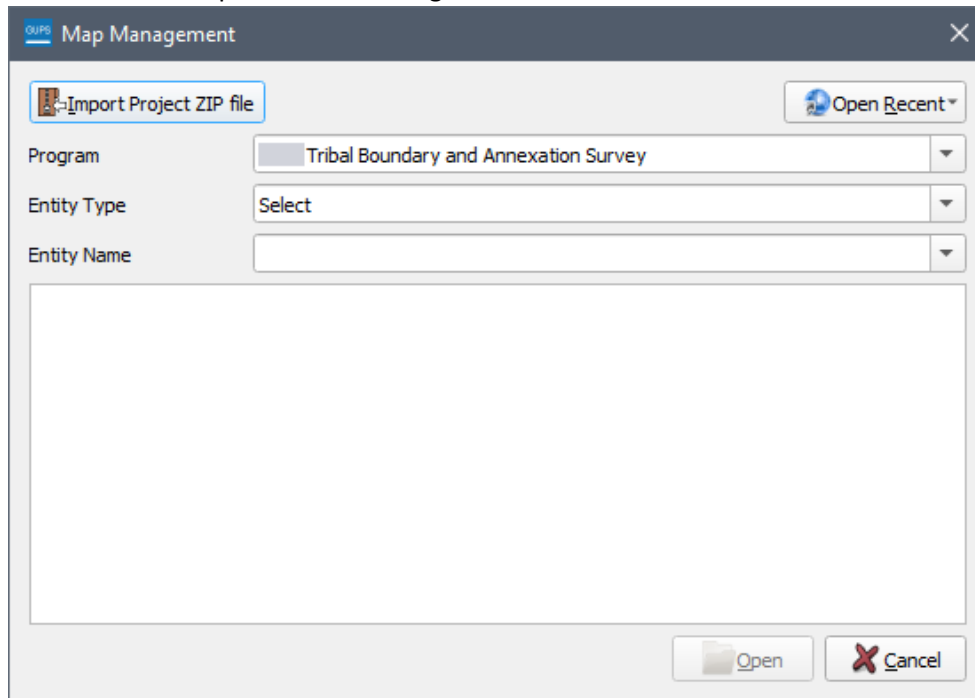 GUPS Map Management
Import Project ZIP file Open Recent
Program Tribal Boundary and Annexation Survey
Entity Type Select
Entity Name
Open Cancel